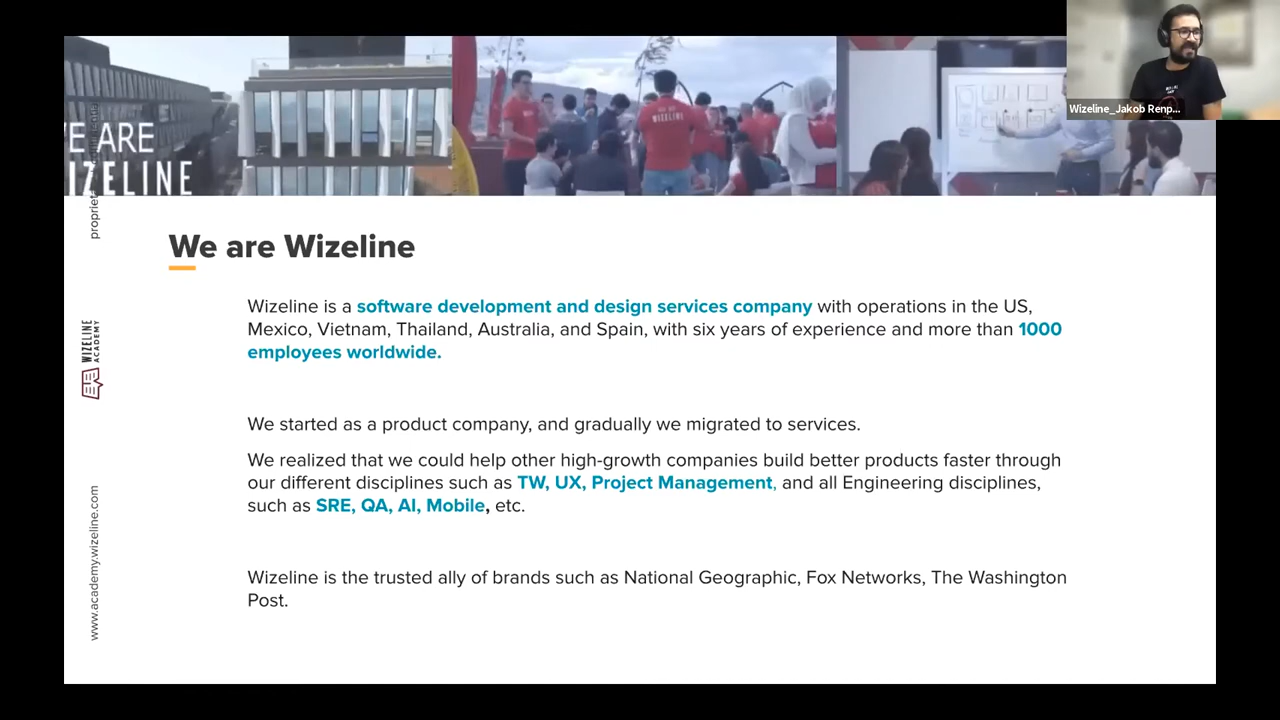 WE ARE
WIZELINE
WIZELINE
Wizeline_Jakob Renp...
We are Wizeline
Wizeline is a software development and design services company with operations in the US,
Mexico, Vietnam, Thailand, Australia, and Spain, with six years of experience and more than 1000
employees worldwide.
We started as a product company, and gradually we migrated to services.
We realized that we could help other high-growth companies build better products faster through
our different disciplines such as TW, UX, Project Management, and all Engineering disciplines,
such as SRE, QA, AI, Mobile, etc.
Wizeline is the trusted ally of brands such as National Geographic, Fox Networks, The Washington
Post.
WIZELINE
ACADEMY
www.academy.wizeline.com